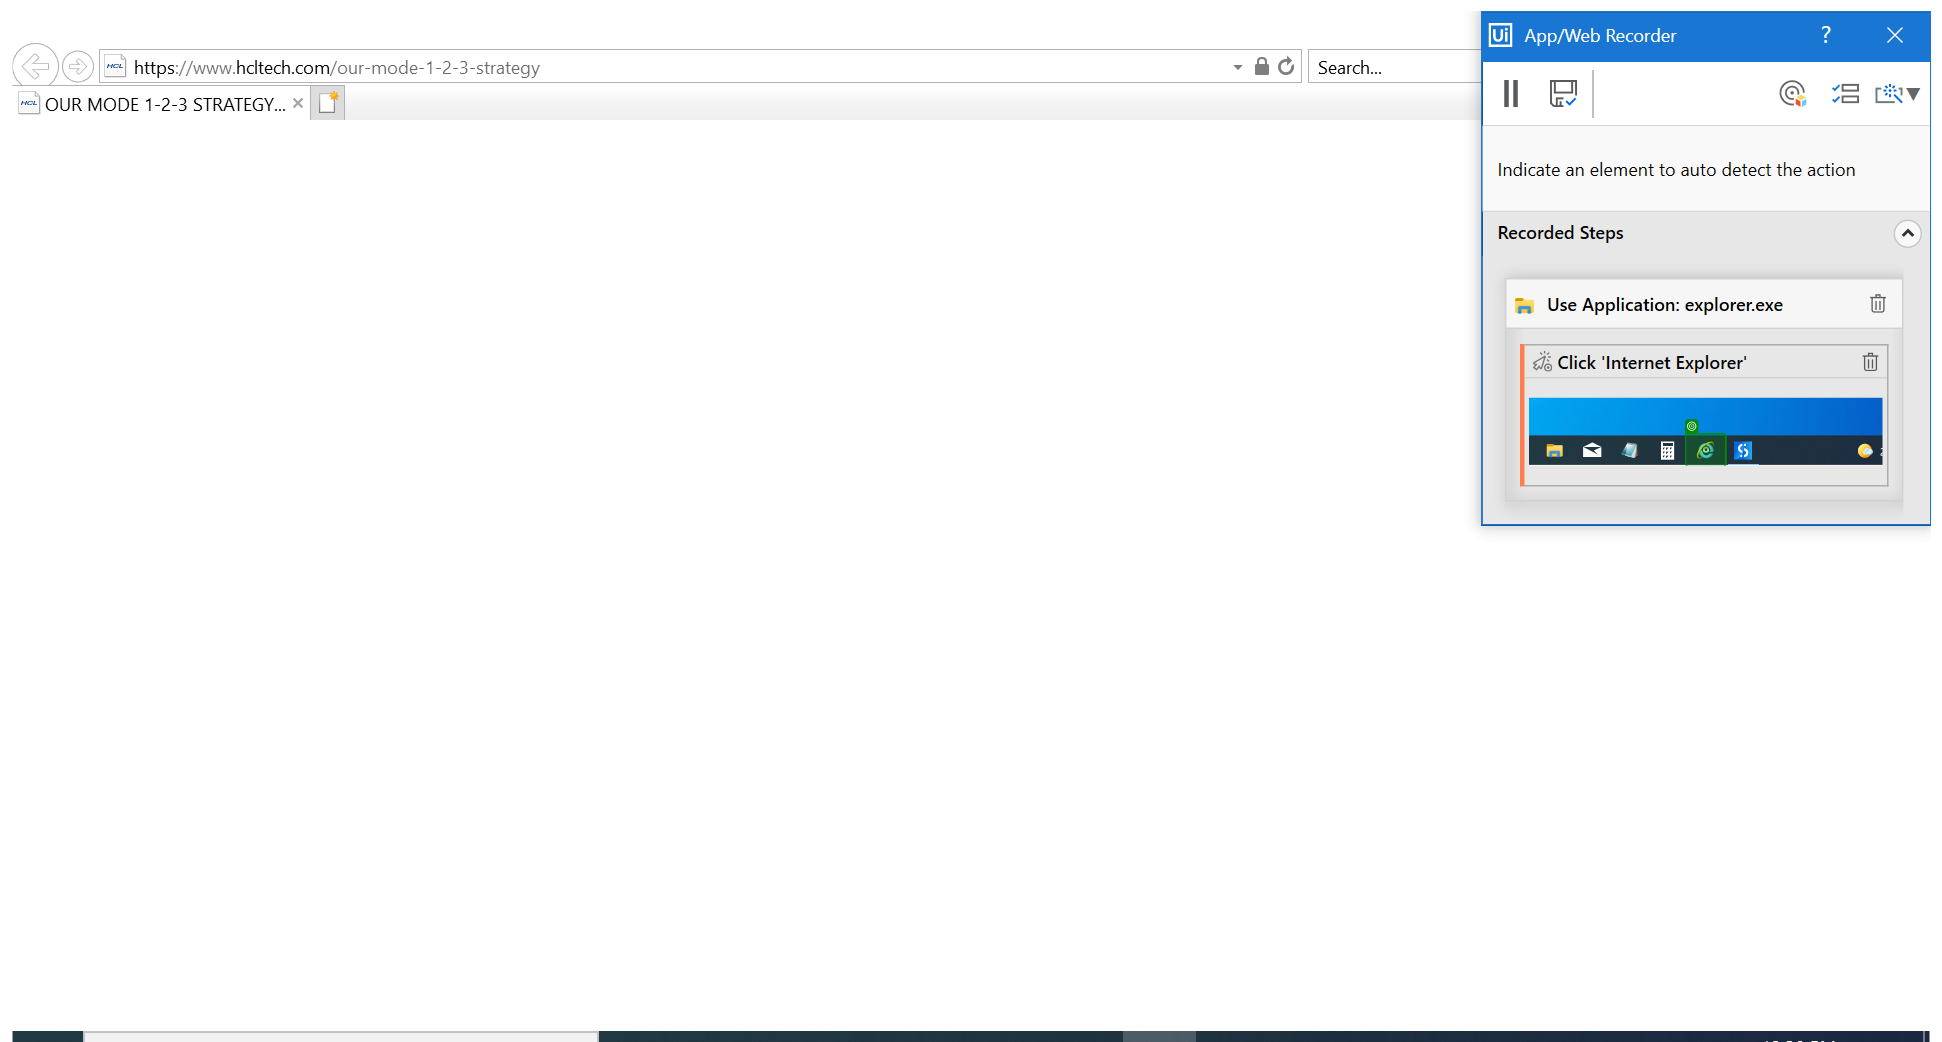 HCL https://www.hcltech.com/our-mode-1-2-3-strategy
Search...
HCL OUR MODE 1-2-3 STRATEGY...
Ui App/Web Recorder ?
Indicate an element to auto detect the action
Recorded Steps
Use Application: explorer.exe
Click 'Internet Explorer'